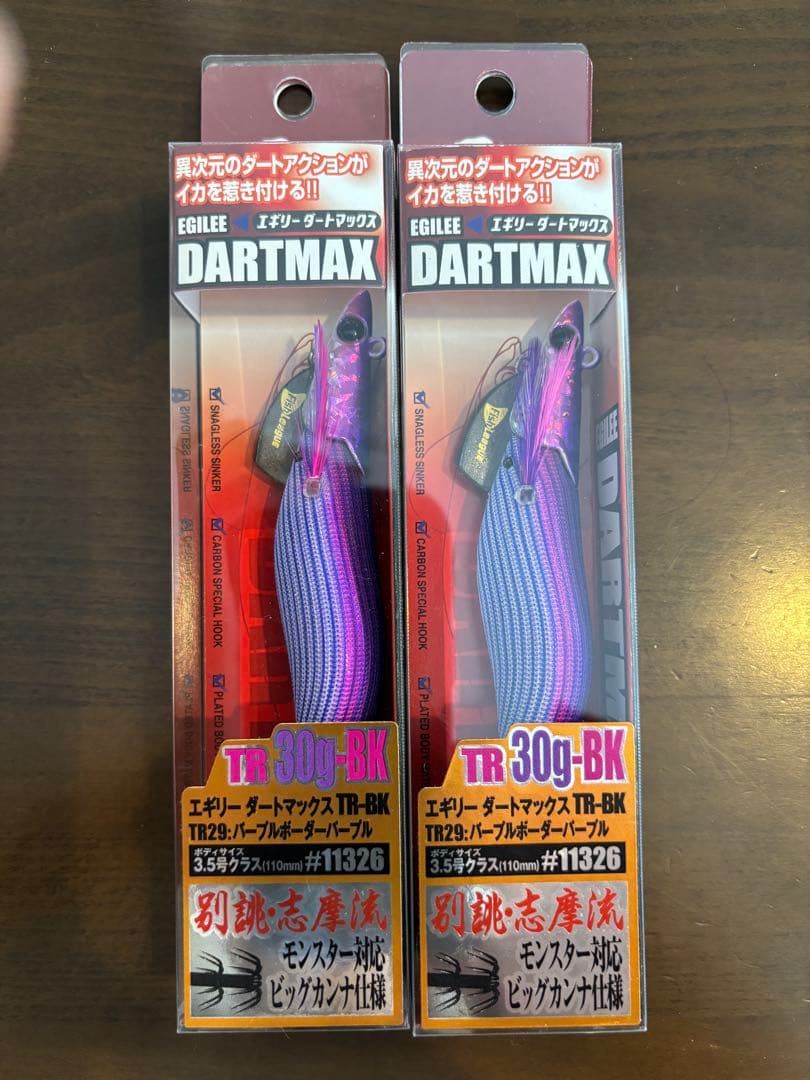 異次元のダートアクションが
イカを惹き付ける!!
EGILEE エギリーダートマックス
DARTMAX
FISH LEAGUE
SNAGLESS SINKER
CARBON SPECIAL HOOK
PLATED BODY
TR 30g-BK
エギリー ダートマックス TR-BK
TR29:パープルボーダーパープル
ボディサイズ
3.5号クラス(110mm) #11326
別誂・志摩流
モンスター対応
ビッグカンナ仕様
異次元のダートアクションが
イカを惹き付ける!!
EGILEE エギリーダートマックス
DARTMAX
FISH LEAGUE
EGILEE
DARTM
SNAGLESS SINKER
CARBON SPECIAL HOOK
PLATED BODY
TR 30g-BK
エギリー ダートマックス TR-BK
TR29:パープルボーダーパープル
ボディサイズ
3.5号クラス(110mm) #11326
別誂・志摩流
モンスター対応
ビッグカンナ仕様